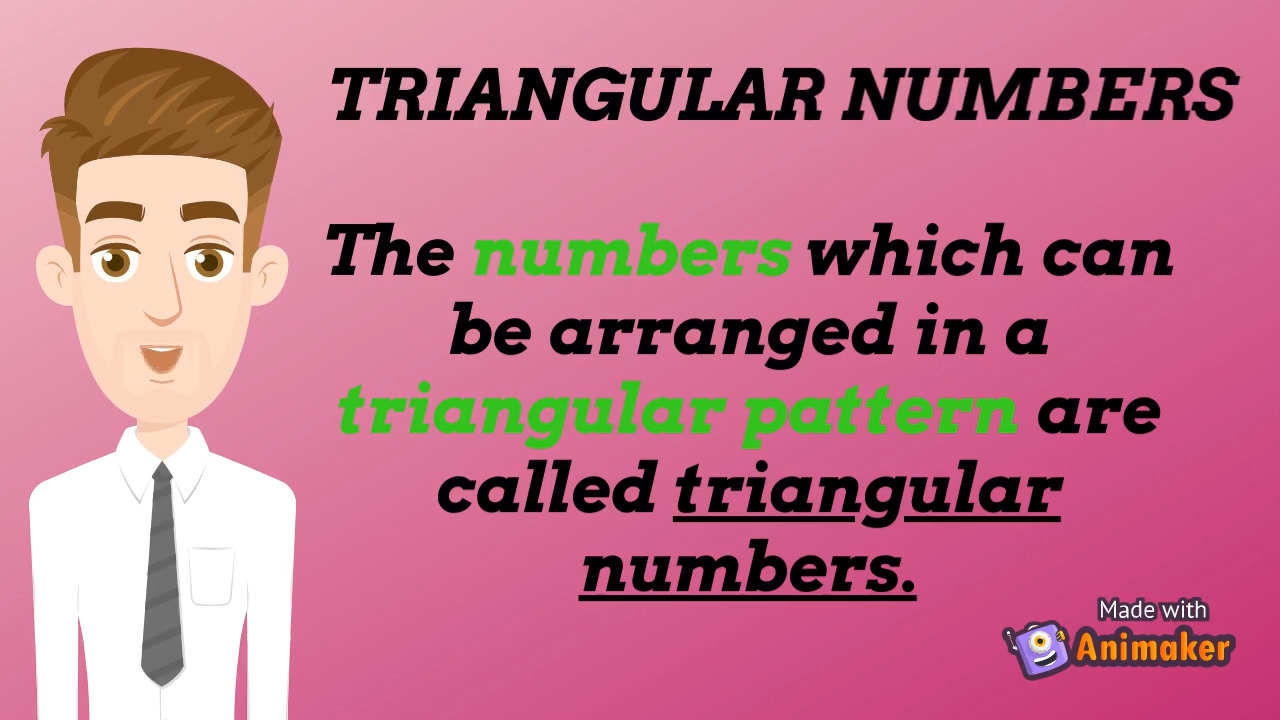 TRIANGULAR NUMBERS
The numbers which can
be arranged in a
triangular pattern are
called triangular
numbers.
Made with
Animaker